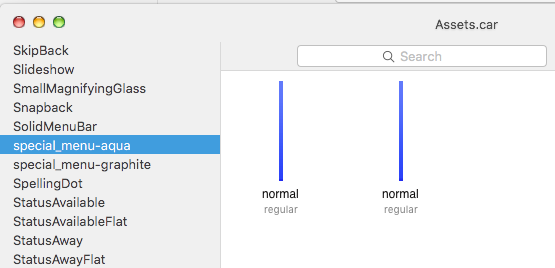 Assets.car
Search
SkipBack
Slideshow
SmallMagnifyingGlass
Snapback
SolidMenuBar
special_menu-aqua
special_menu-graphite
SpellingDot
StatusAvailable
StatusAvailableFlat
StatusAway
StatusAwayFlat
normal
regular
normal
regular